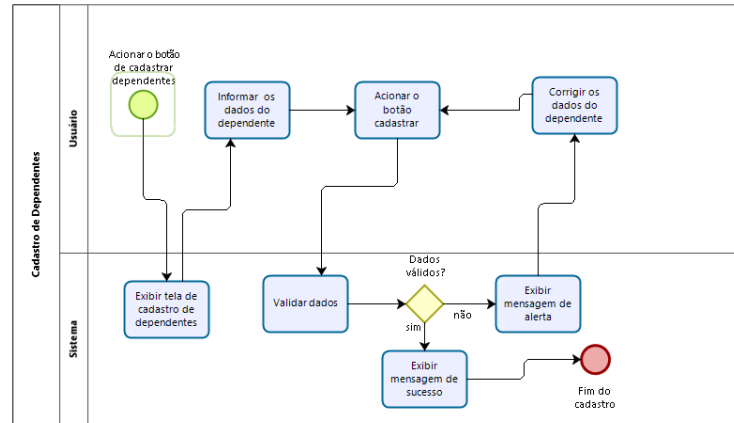 Cadastro de Dependentes
Usuário
Acionar o botão
de cadastrar
dependentes
Informar os
dados do
dependente
Acionar o
botão
cadastrar
Corrigir os
dados do
dependente
Sistema
Exibir tela de
cadastro de
dependentes
Validar dados
Dados
válidos?
sim
não
Exibir
mensagem de
alerta
Exibir
mensagem de
sucesso
Fim do
cadastro